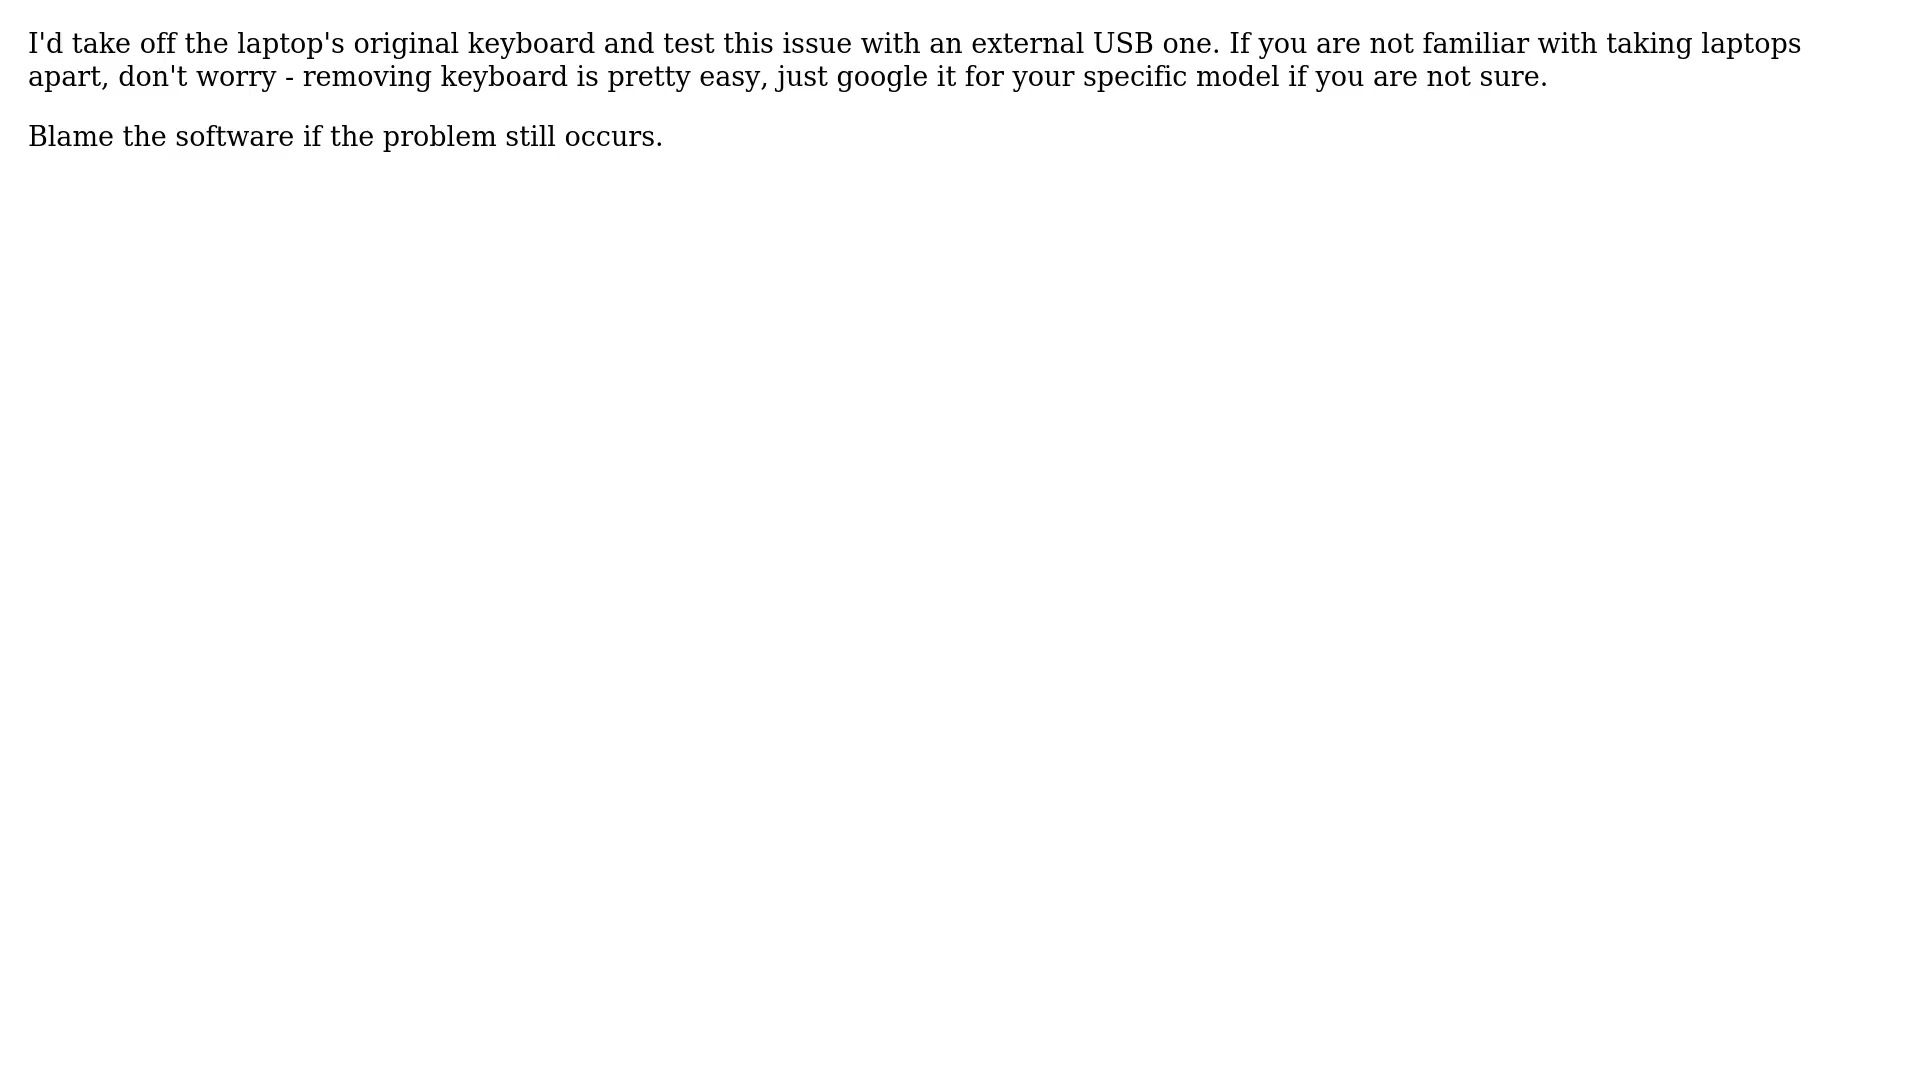 I'd take off the laptop's original keyboard and test this issue with an external USB one. If you are not familiar with taking laptops
apart, don't worry - removing keyboard is pretty easy, just google it for your specific model if you are not sure.
Blame the software if the problem still occurs.